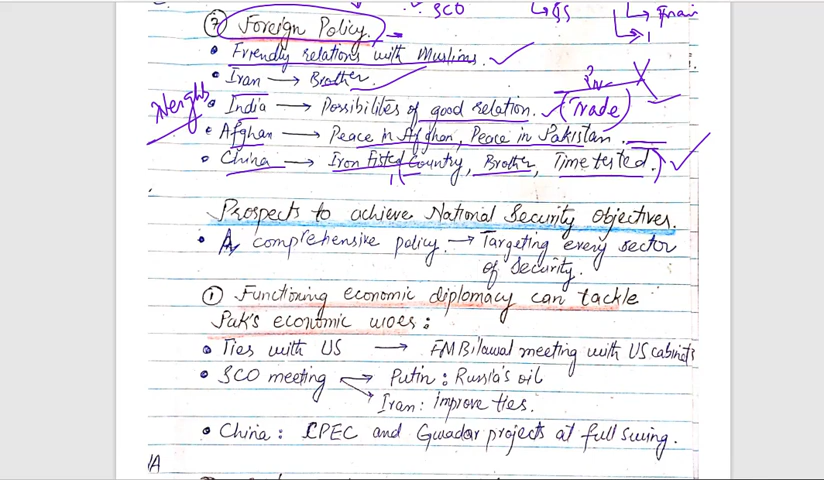 SCO
(7) Foreign Policy.
• Friendly relations with Muslims.
• Iran → Brother.
• India → Possibilites of good relation. (Trade)
• Afghan → Peace in Afghan, Peace in Pakistan.
• China → Iron Fisted Country, Brother, Time tested.
Prospects to achieve National Security Objectives.
• A comprehensive policy. → Targeting every sector
of security.
① Functioning economic diplomacy can tackle
Pak's economic woes:
• Ties with US → FM Bilawal meeting with US cabinets
• SCO meeting → Putin: Russia's oil
→ Iran: improve ties.
• China: CPEC and Gwadar projects at full swing.